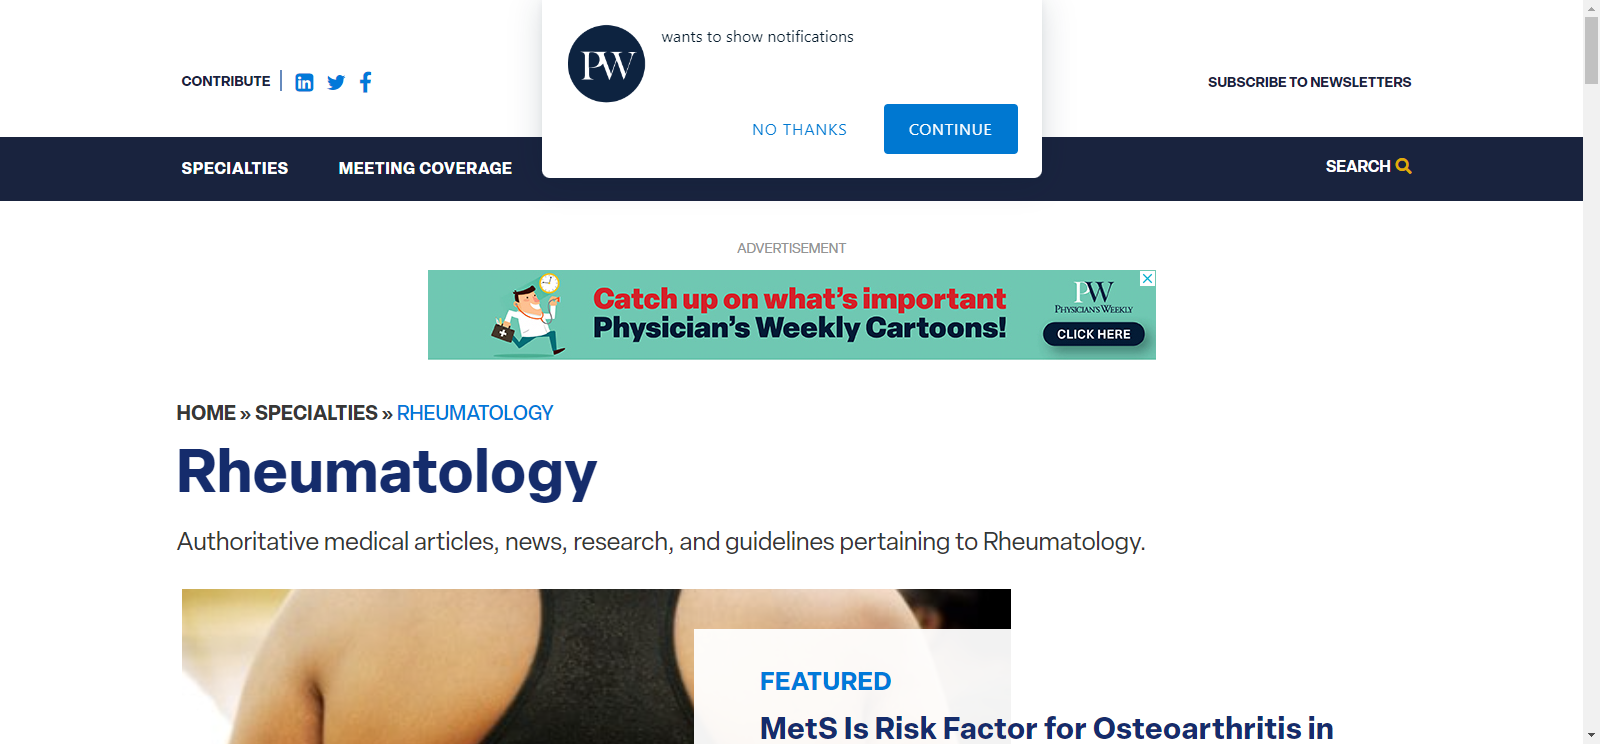 PW
wants to show notifications
NO THANKS
CONTINUE
CONTRIBUTE
SUBSCRIBE TO NEWSLETTERS
SPECIALTIES
MEETING COVERAGE
SEARCH
ADVERTISEMENT
Catch up on what's important
Physician's Weekly Cartoons!
PW
PHYSICIAN'S WEEKLY
CLICK HERE
HOME » SPECIALTIES » RHEUMATOLOGY
Rheumatology
Authoritative medical articles, news, research, and guidelines pertaining to Rheumatology.
FEATURED
MetS Is Risk Factor for Osteoarthritis in